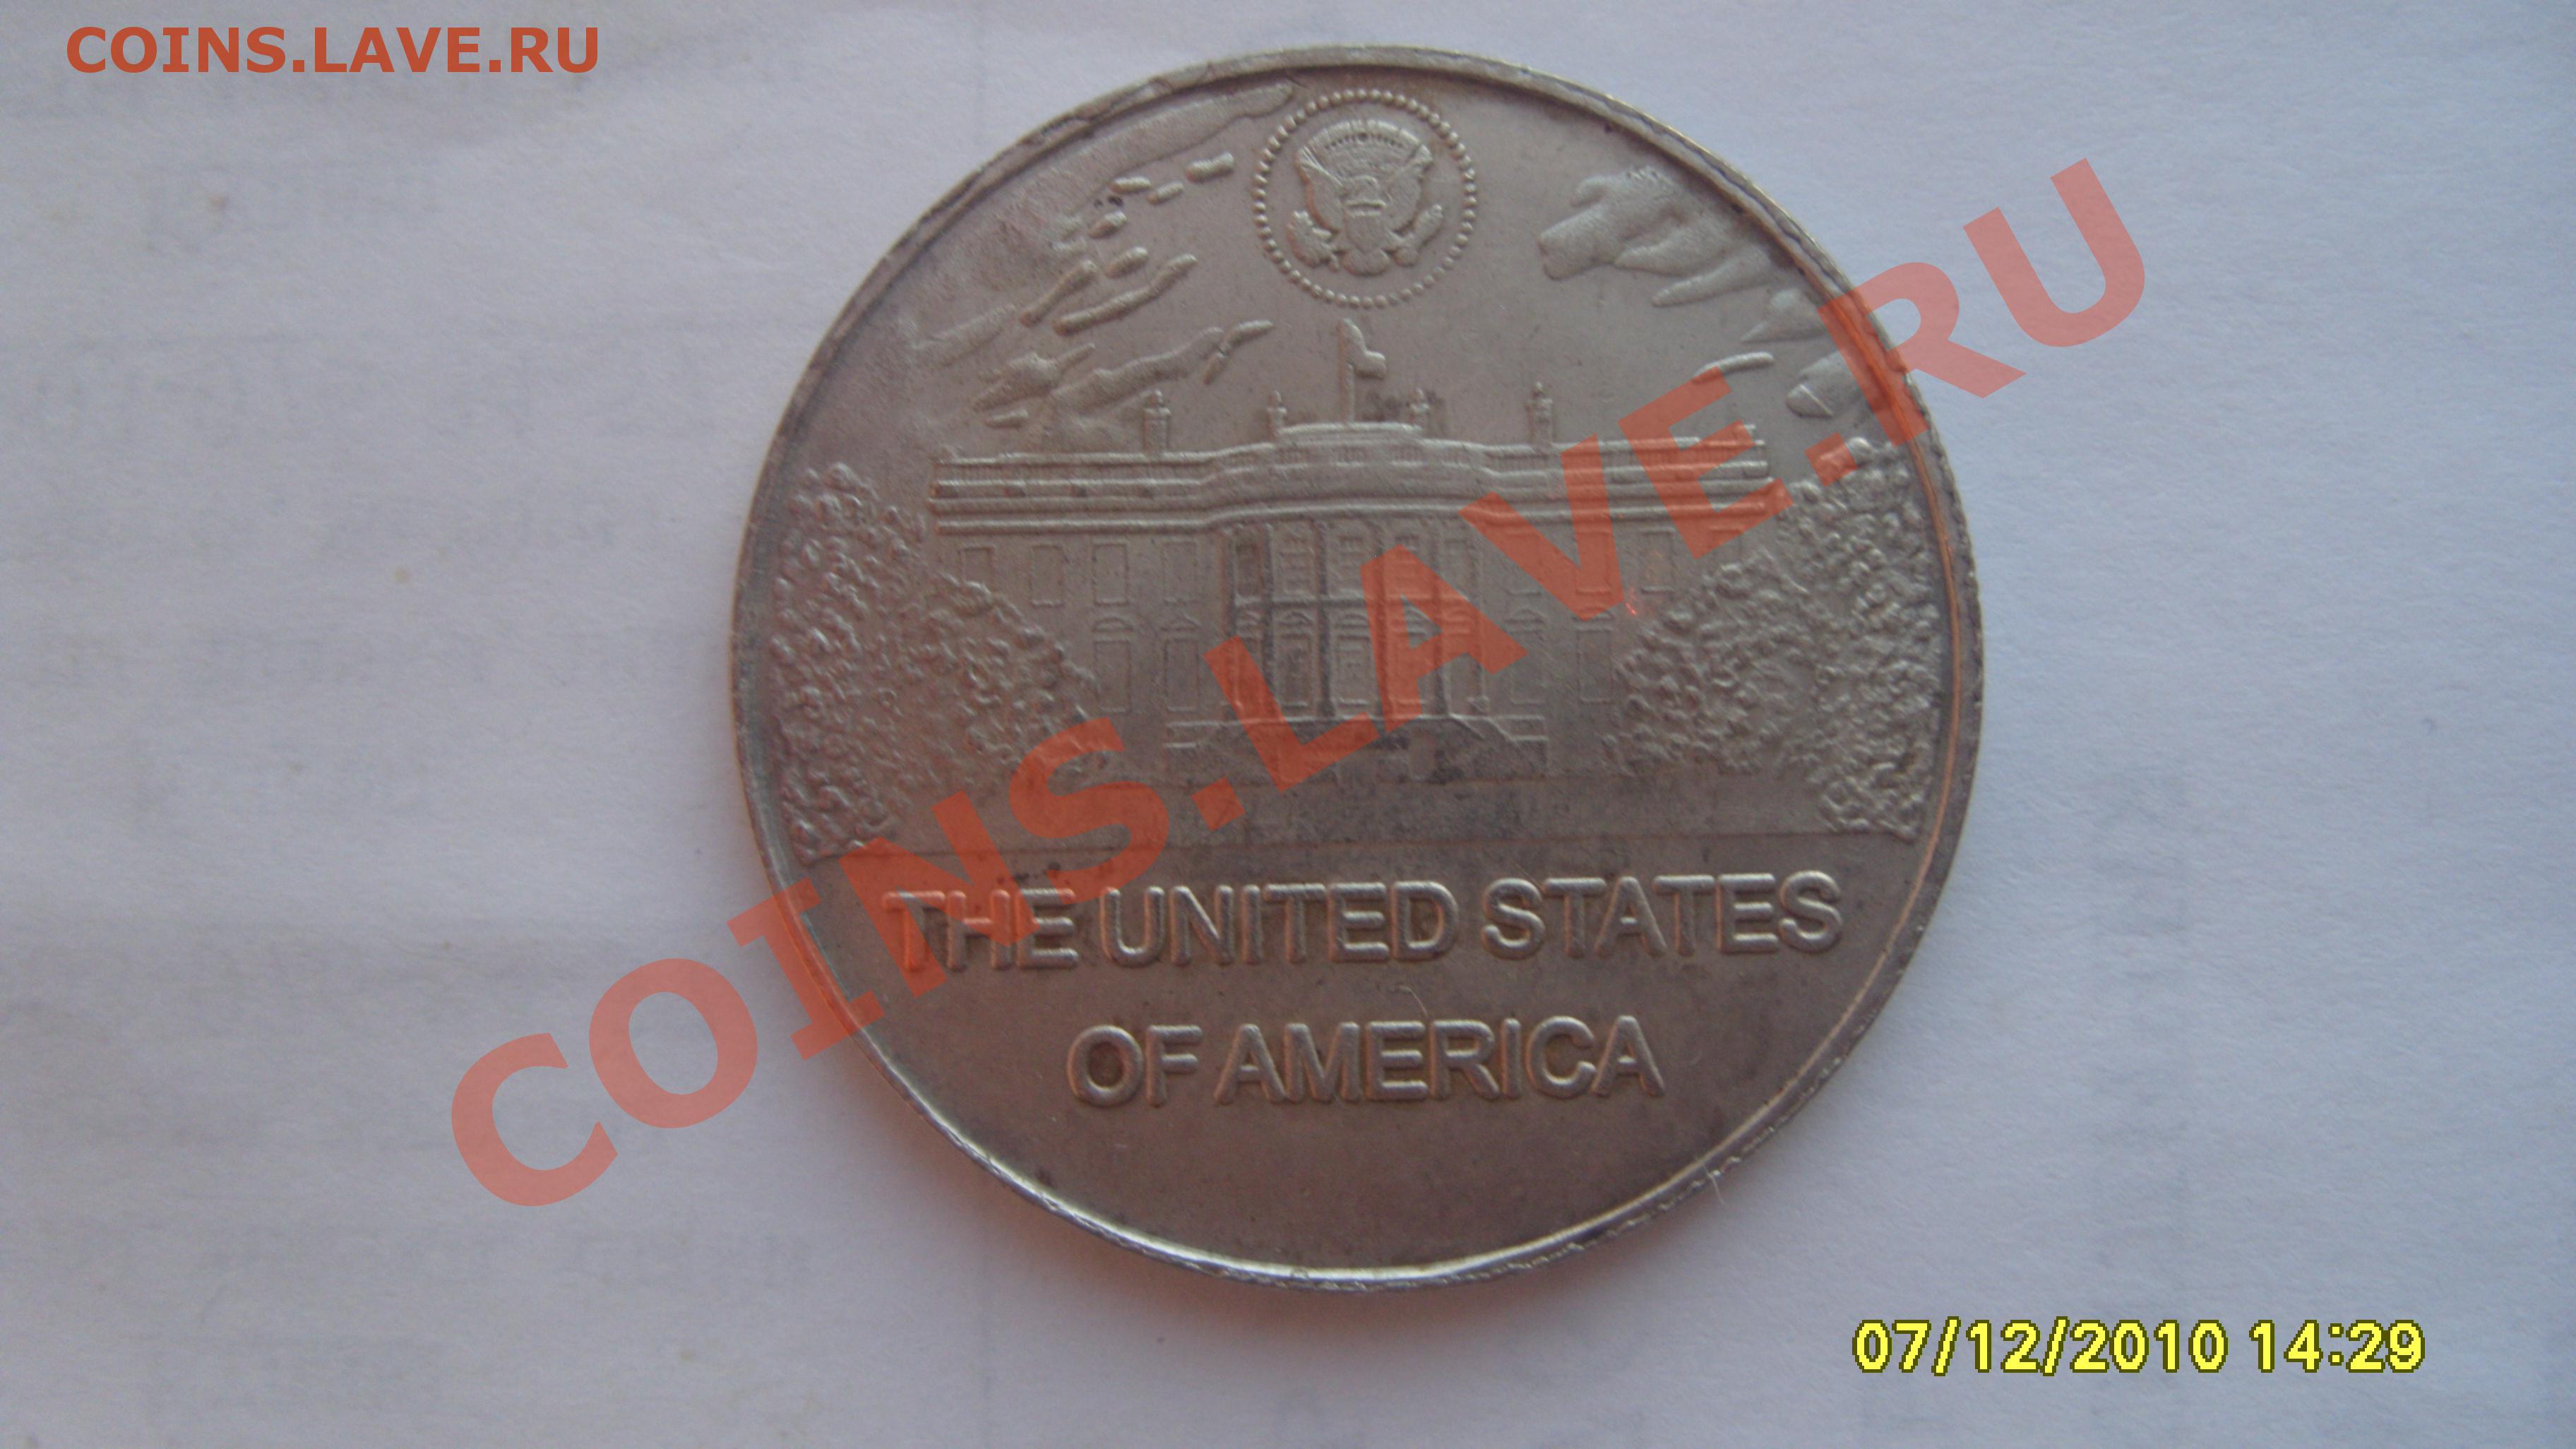 COINS.LAVE.RU
COINS.LAVE.RU
THE UNITED STATES
OF AMERICA
07/12/2010 14:29